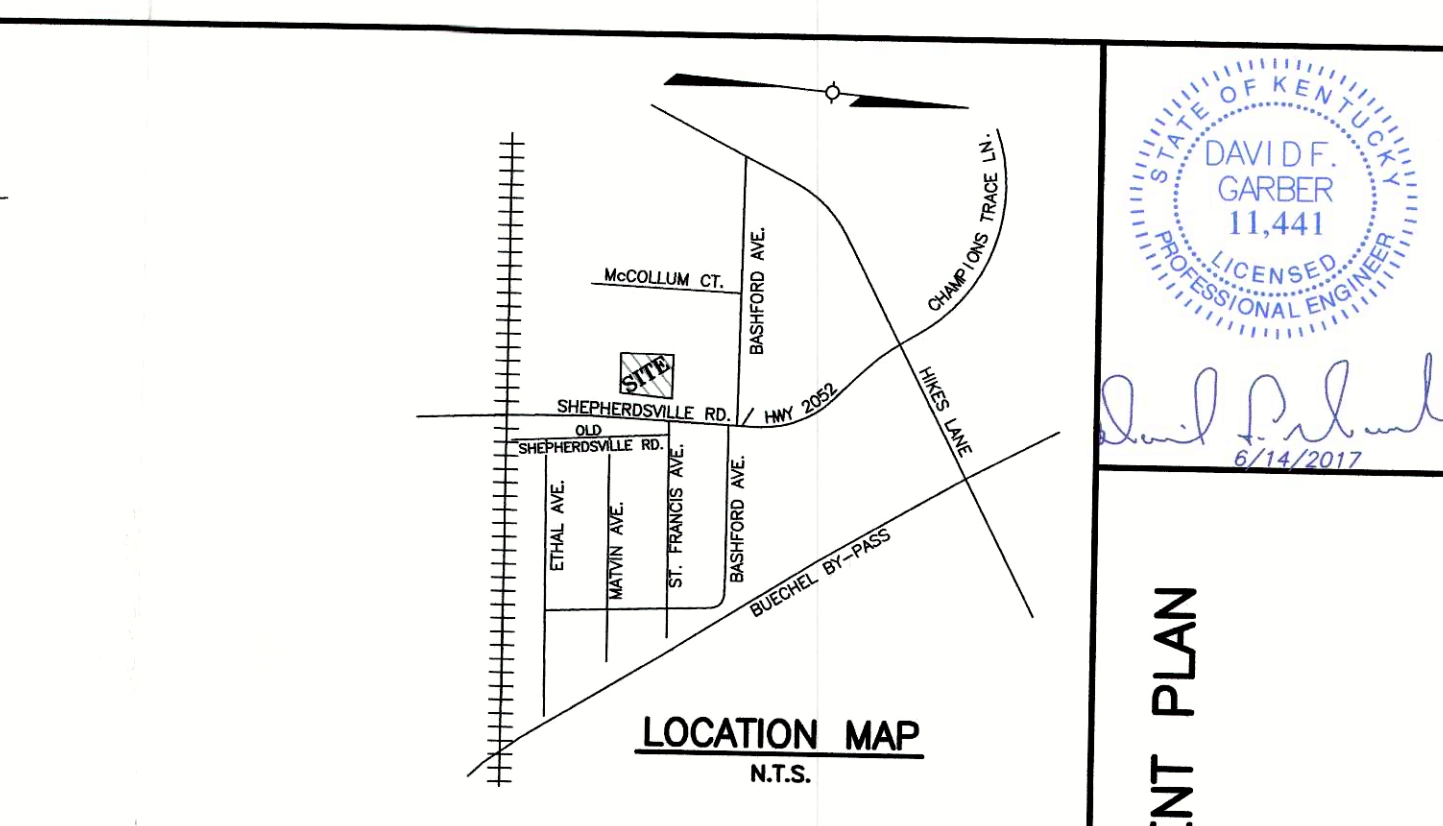 McCOLLUM CT.
BASHFORD AVE.
CHAMPIONS TRACE LN.
SITE
SHEPHERDSVILLE RD.
HWY 2052
HIKES LANE
OLD
SHEPHERDSVILLE RD.
ETHAL AVE.
MATVIN AVE.
ST. FRANCIS AVE.
BASHFORD AVE.
BUECHEL BY-PASS
LOCATION MAP
N.T.S.
STATE OF KENTUCKY
DAVID F.
GARBER
11,441
LICENSED
PROFESSIONAL ENGINEER
6/14/2017
ENT PLAN